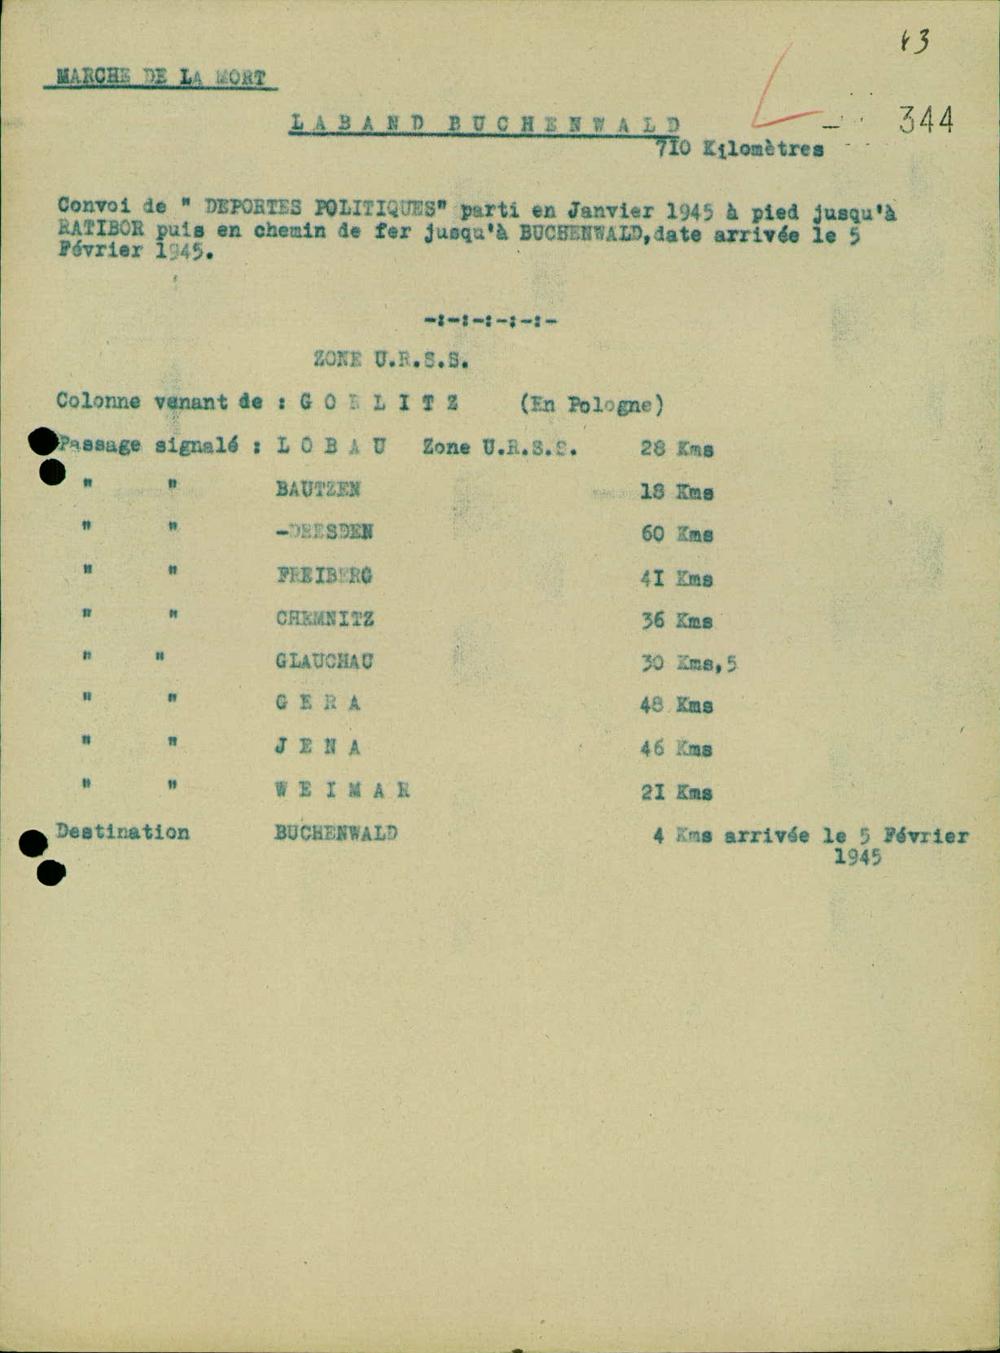 43
MARCHE DE LA MORT
344
LABAND BUCHENWALD
710 Kilomètres
Convoi de " DEPORTES POLITIQUES" parti en Janvier 1945 à pied jusqu'à
RATIBOR puis en chemin de fer jusqu'à BUCHENWALD,date arrivée le 5
Février 1945.
-:-:-:-:-:-
ZONE U.R.S.S.
Colonne venant de : G O E L I T Z (En Pologne)
Passage signalé : L O B A U Zone U.R.S.S. 28 Kms
" " BAUTZEN 18 Kms
" " -DRESDEN 60 Kms
" " FREIBERG 4I Kms
" " CHEMNITZ 36 Kms
" " GLAUCHAU 30 Kms,5
" " G E R A 48 Kms
" " J E N A 46 Kms
" " W E I M A R 2I Kms
Destination BUCHENWALD 4 Kms arrivée le 5 Février
1945